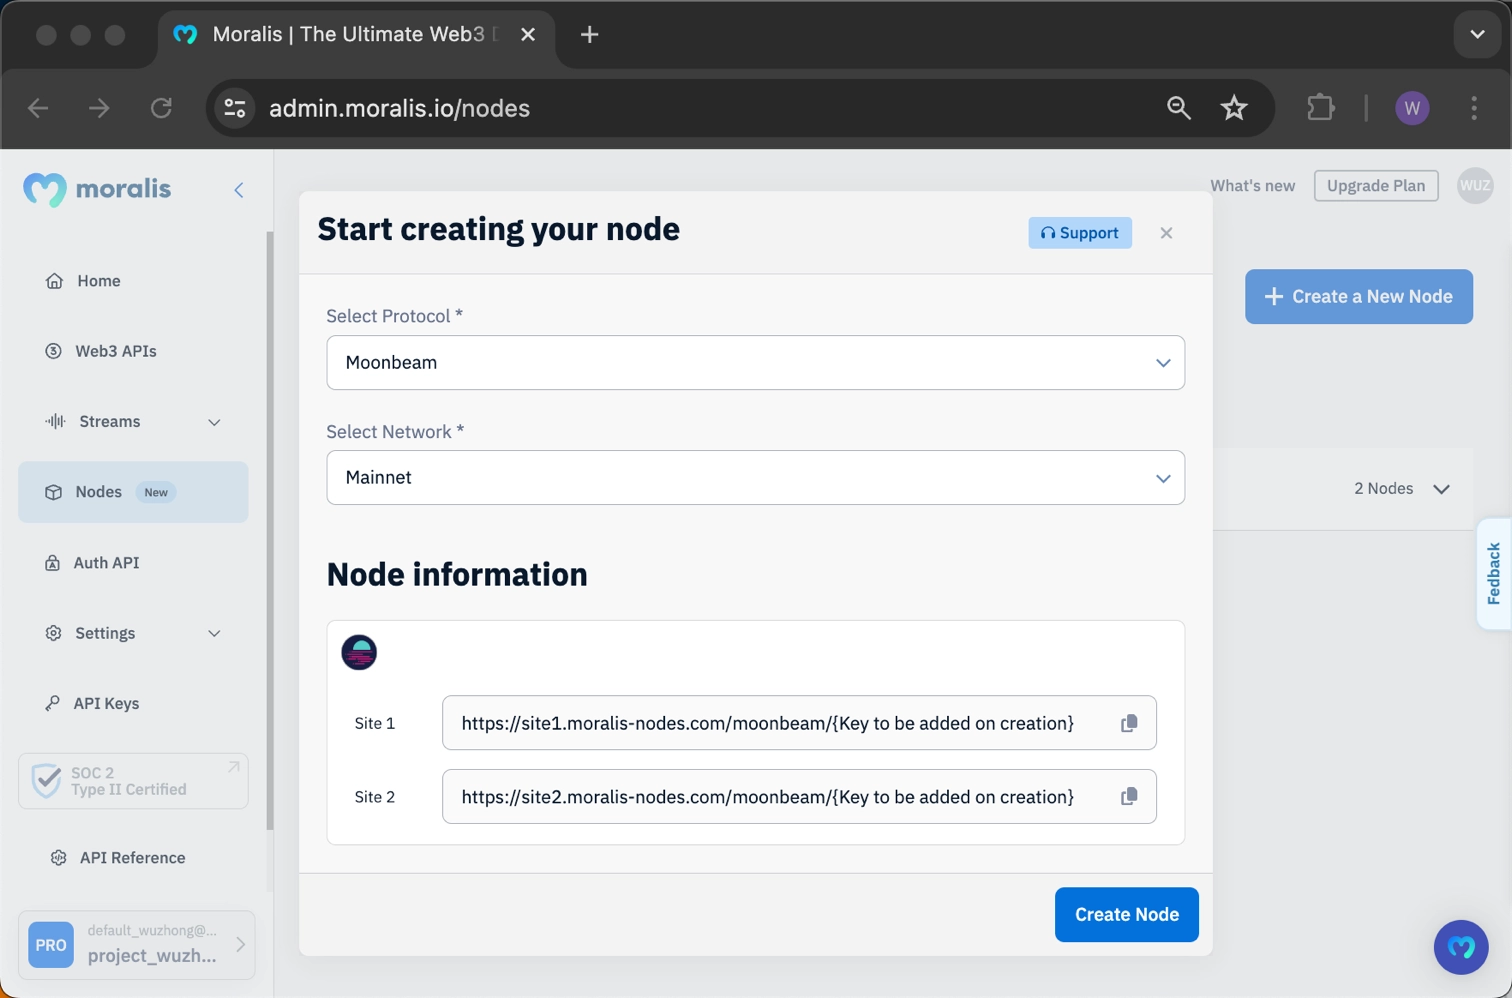 Moralis | The Ultimate Web3
admin.moralis.io/nodes
W
moralis
What's new
Upgrade Plan
WUZ
Start creating your node
Support
Create a New Node
Home
Web3 APIs
Streams
Nodes New
Auth API
Settings
API Keys
SOC 2
Type II Certified
API Reference
PRO
default_wuzhong@...
project_wuzh...
Select Protocol *
Moonbeam
Select Network *
Mainnet
2 Nodes
Fedback
Node information
Site 1
https://site1.moralis-nodes.com/moonbeam/{Key to be added on creation}
Site 2
https://site2.moralis-nodes.com/moonbeam/{Key to be added on creation}
Create Node